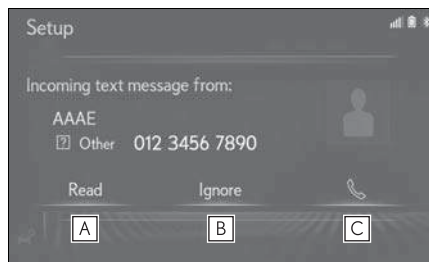 Setup
Incoming text message from:
AAAE
? Other 012 3456 7890
Read Ignore
A B C